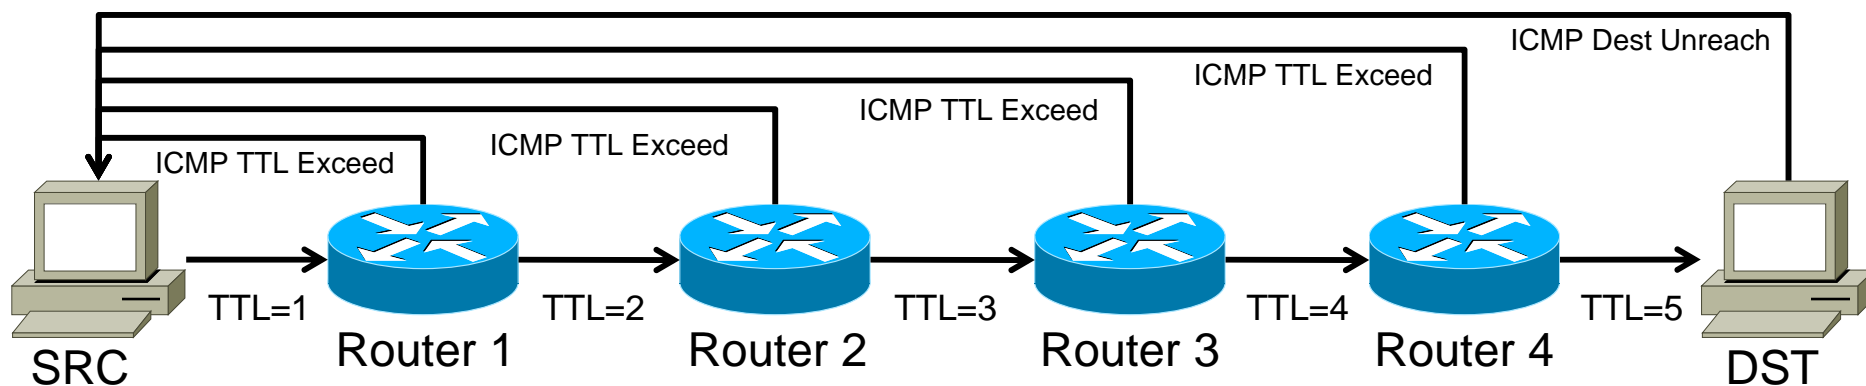 ICMP Dest Unreach
ICMP TTL Exceed
ICMP TTL Exceed
ICMP TTL Exceed
ICMP TTL Exceed
TTL=1
TTL=2
TTL=3
TTL=4
TTL=5
SRC
Router 1
Router 2
Router 3
Router 4
DST